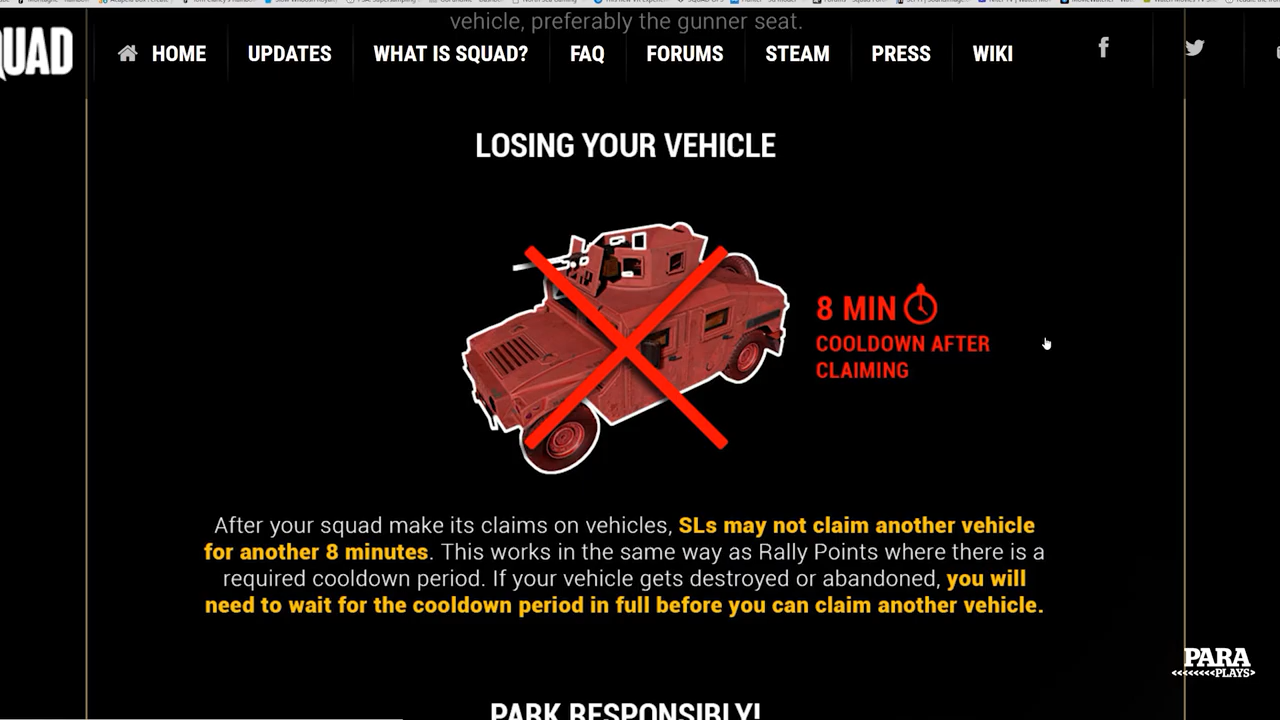 vehicle, preferably the gunner seat.
QUAD
HOME UPDATES WHAT IS SQUAD? FAQ FORUMS STEAM PRESS WIKI
LOSING YOUR VEHICLE
8 MIN
COOLDOWN AFTER
CLAIMING
After your squad make its claims on vehicles, SLs may not claim another vehicle
for another 8 minutes. This works in the same way as Rally Points where there is a
required cooldown period. If your vehicle gets destroyed or abandoned, you will
need to wait for the cooldown period in full before you can claim another vehicle.
PARA
PLAYS
PARK RESPONSIBLY!